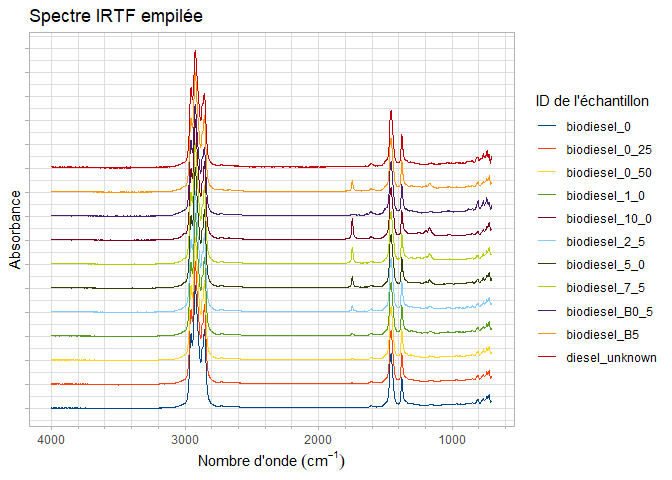 Spectre IRTF empilée
Absorbance
4000
3000
2000
1000
Nombre d'onde (cm⁻¹)
ID de l'échantillon
biodiesel_0
biodiesel_0_25
biodiesel_0_50
biodiesel_1_0
biodiesel_10_0
biodiesel_2_5
biodiesel_5_0
biodiesel_7_5
biodiesel_B0_5
biodiesel_B5
diesel_unknown